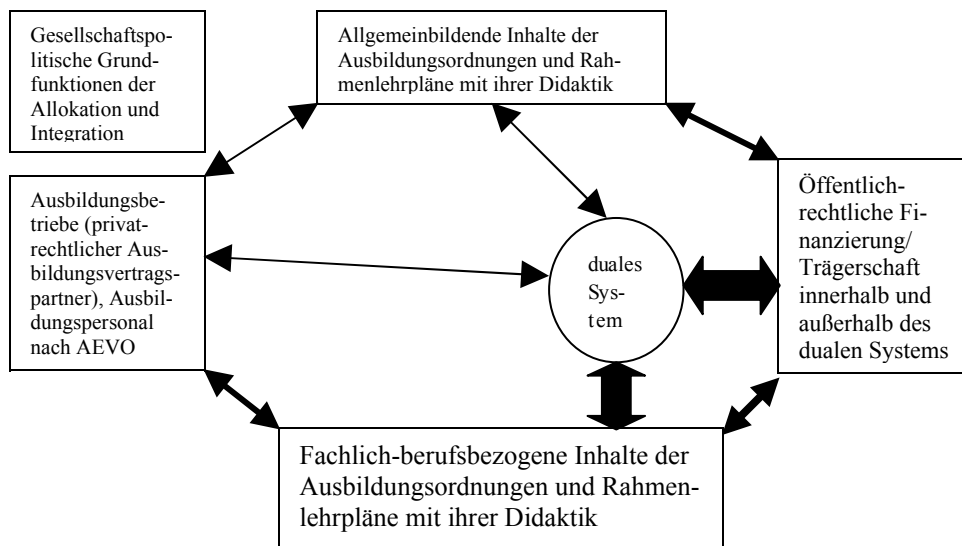 Gesellschaftspo-
litische Grund-
funktionen der
Allokation und
Integration
Allgemeinbildende Inhalte der
Ausbildungsordnungen und Rah-
menlehrpläne mit ihrer Didaktik
Ausbildungsbe-
triebe (privat-
rechtlicher Aus-
bildungsvertrags-
partner), Ausbil-
dungspersonal
nach AEVO
duales
Sys-
tem
Öffentlich-
rechtliche Fi-
nanzierung/
Trägerschaft
innerhalb und
außerhalb des
dualen Systems
Fachlich-berufsbezogene Inhalte der
Ausbildungsordnungen und Rahmen-
lehrpläne mit ihrer Didaktik